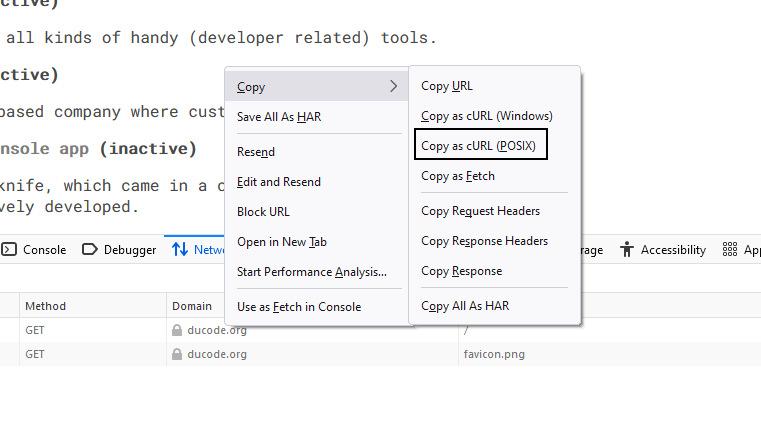 ctive)
all kinds of handy (developer related) tools.
ctive)
based company where cust
nsole app (inactive)
knife, which came in a c
vely developed.
Copy
Save All As HAR
Resend
Edit and Resend
Block URL
Open in New Tab
Start Performance Analysis...
Use as Fetch in Console
Copy URL
Copy as cURL (Windows)
Copy as cURL (POSIX)
Copy as Fetch
Copy Request Headers
Copy Response Headers
Copy Response
Copy All As HAR
Console Debugger Netw rage Accessibility App
Method Domain
GET ducode.org /
GET ducode.org favicon.png